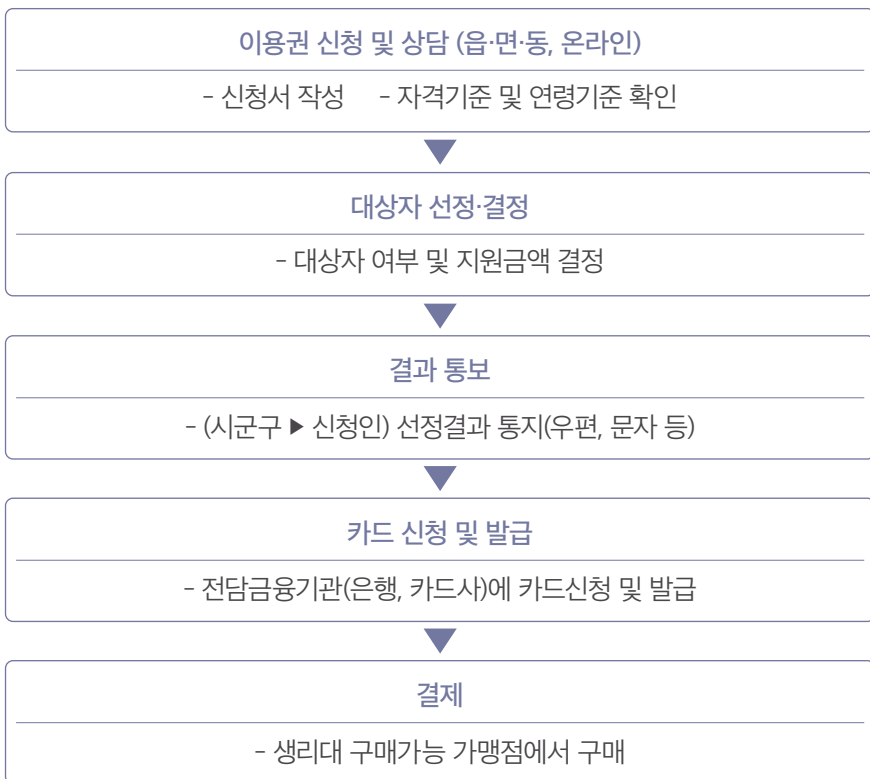 이용권 신청 및 상담 (읍·면·동, 온라인)
- 신청서 작성 - 자격기준 및 연령기준 확인
대상자 선정·결정
- 대상자 여부 및 지원금액 결정
결과 통보
- (시군구 ▶ 신청인) 선정결과 통지(우편, 문자 등)
카드 신청 및 발급
- 전담금융기관(은행, 카드사)에 카드신청 및 발급
결제
- 생리대 구매가능 가맹점에서 구매